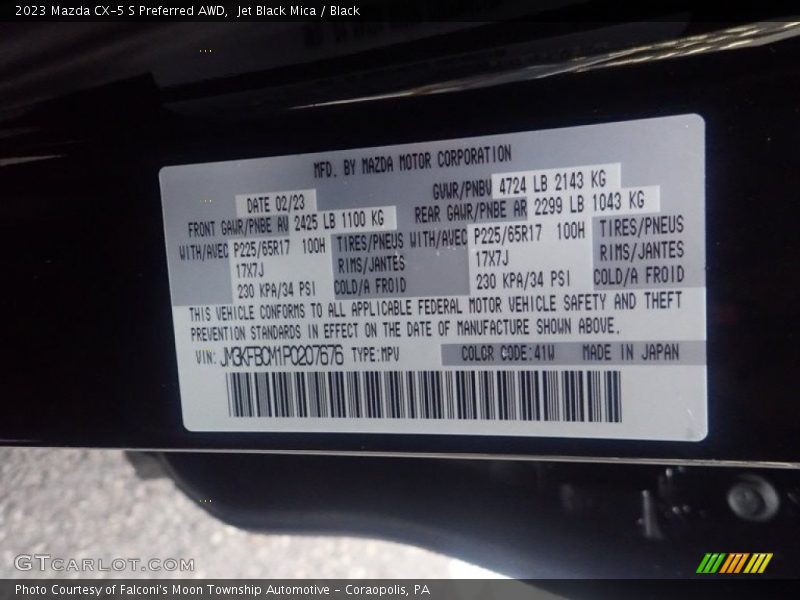 2023 Mazda CX-5 S Preferred AWD,  Jet Black Mica / Black
MFD. BY MAZDA MOTOR CORPORATION
DATE 02/23 GVWR/PNBV 4724 LB 2143 KG
FRONT GAWR/PNBE AV 2425 LB 1100 KG REAR GAWR/PNBE AR 2299 LB 1043 KG
WITH/AVEC P225/65R17 100H TIRES/PNEUS WITH/AVEC P225/65R17 100H TIRES/PNEUS
17X7J RIMS/JANTES 17X7J RIMS/JANTES
230 KPA/34 PSI COLD/A FROID 230 KPA/34 PSI COLD/A FROID
THIS VEHICLE CONFORMS TO ALL APPLICABLE FEDERAL MOTOR VEHICLE SAFETY AND THEFT
PREVENTION STANDARDS IN EFFECT ON THE DATE OF MANUFACTURE SHOWN ABOVE.
VIN: JM3KFBCM1P0207676 TYPE:MPV COLOR CODE:41W MADE IN JAPAN
GTcarlot.com
Photo Courtesy of Falconi's Moon Township Automotive - Coraopolis, PA